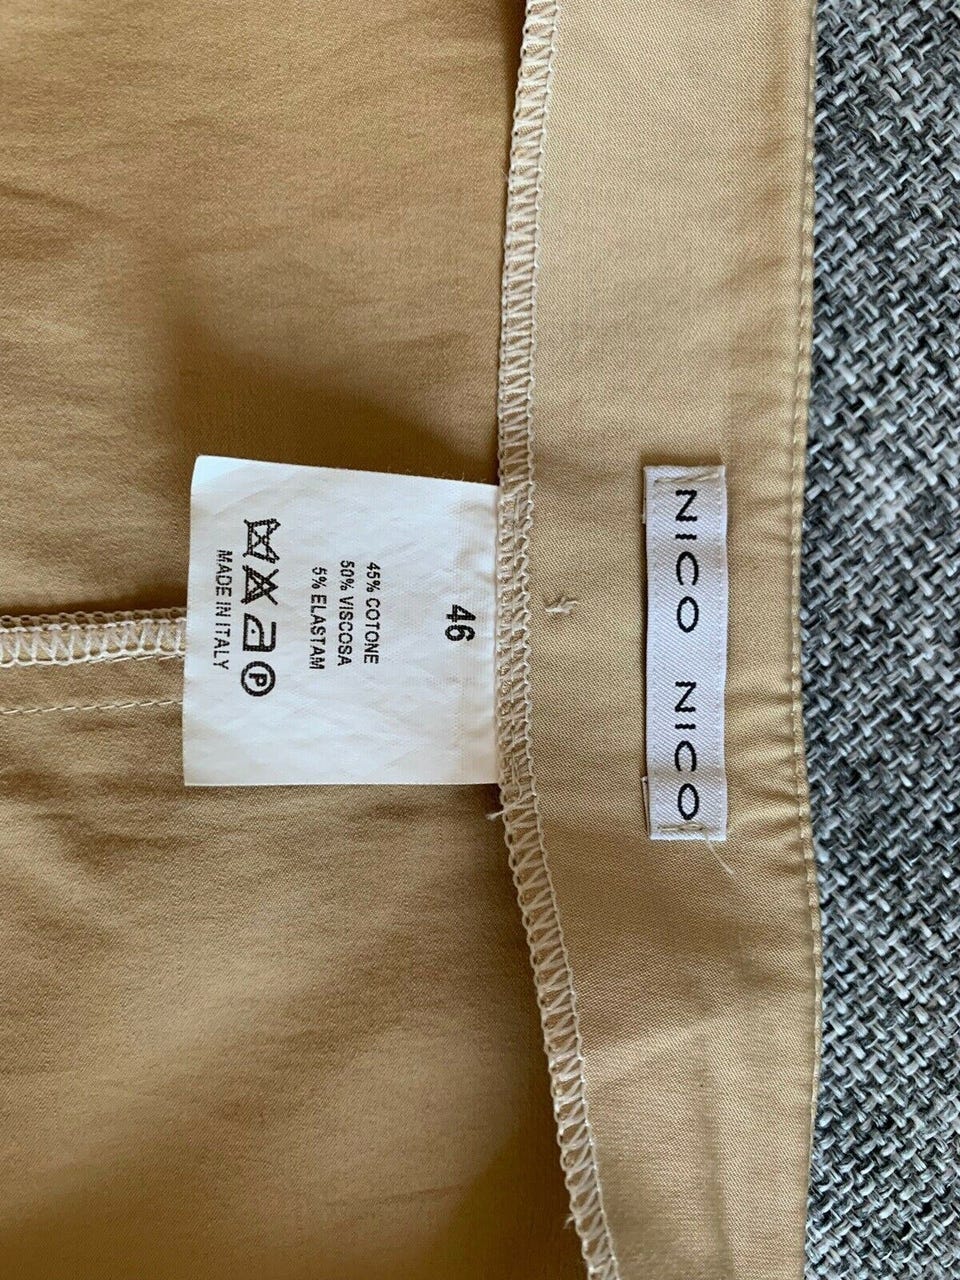 NICO NICO
46
45% COTONE
50% VISCOSA
5% ELASTAM
P
MADE IN ITALY